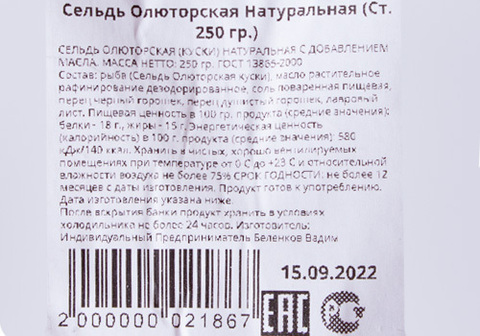 Сельдь Олюторская Натуральная (Ст.
250 гр.)
СЕЛЬДЬ ОЛЮТОРСКАЯ (КУСКИ) НАТУРАЛЬНАЯ С ДОБАВЛЕНИЕМ
МАСЛА. МАССА НЕТТО: 250 гр. ГОСТ 13865-2000
Состав: рыба (Сельдь Олюторская куски), масло растительное
рафинирование дезодорированное, соль поваренная пищевая,
перец черный горошек, перец душистый горошек, лавровый
лист. Пищевая ценность в 100 гр. продукта (средние значения):
белки - 18 г., жиры - 15 г. Энергетическая ценность
(калорийность) в 100 г. продукта (средние значения): 580
кДж/140 ккал. Хранить в чистых, хорошо вентилируемых
помещениях при температуре от 0 С до +23 С и относительной
влажности воздуха не более 75% СРОК ГОДНОСТИ: не более 12
месяцев с даты изготовления. Продукт готов к употреблению.
Дата изготовления указана ниже.
После вскрытия банки продукт хранить в условиях
холодильника не более 24 часов. Изготовитель:
Индивидуальный Предприниматель Беленков Вадим
15.09.2022
2 000000 021867
EAC
РСТ